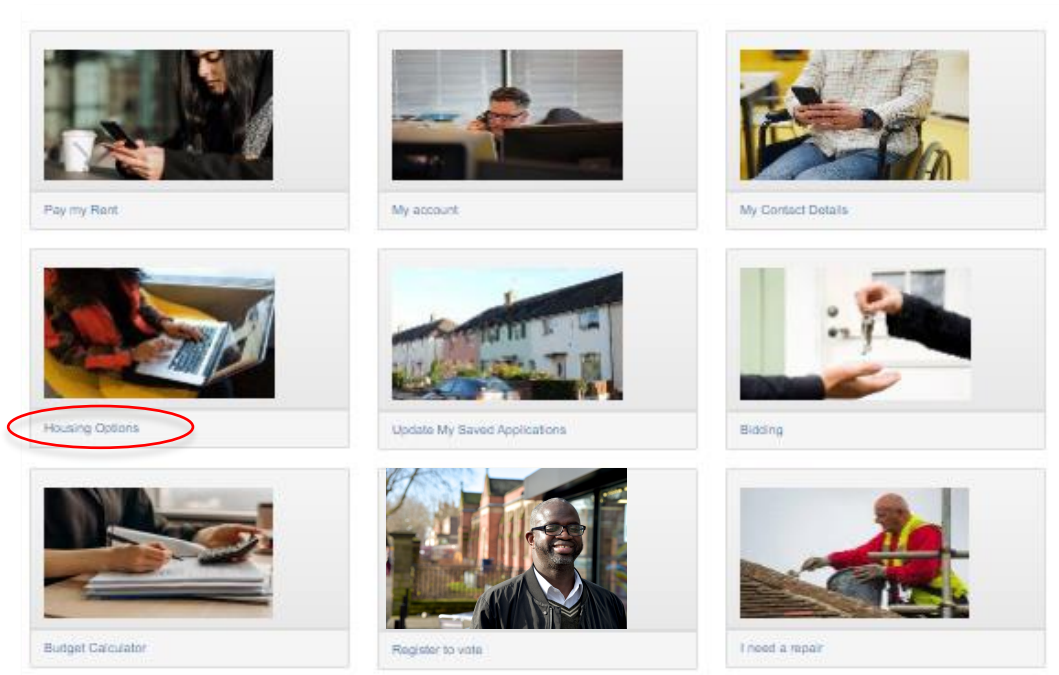 Pay my Rent
My account
My Contact Details
Housing Options
Update My Saved Applications
Bidding
Budget Calculator
Register to vote
I need a repair